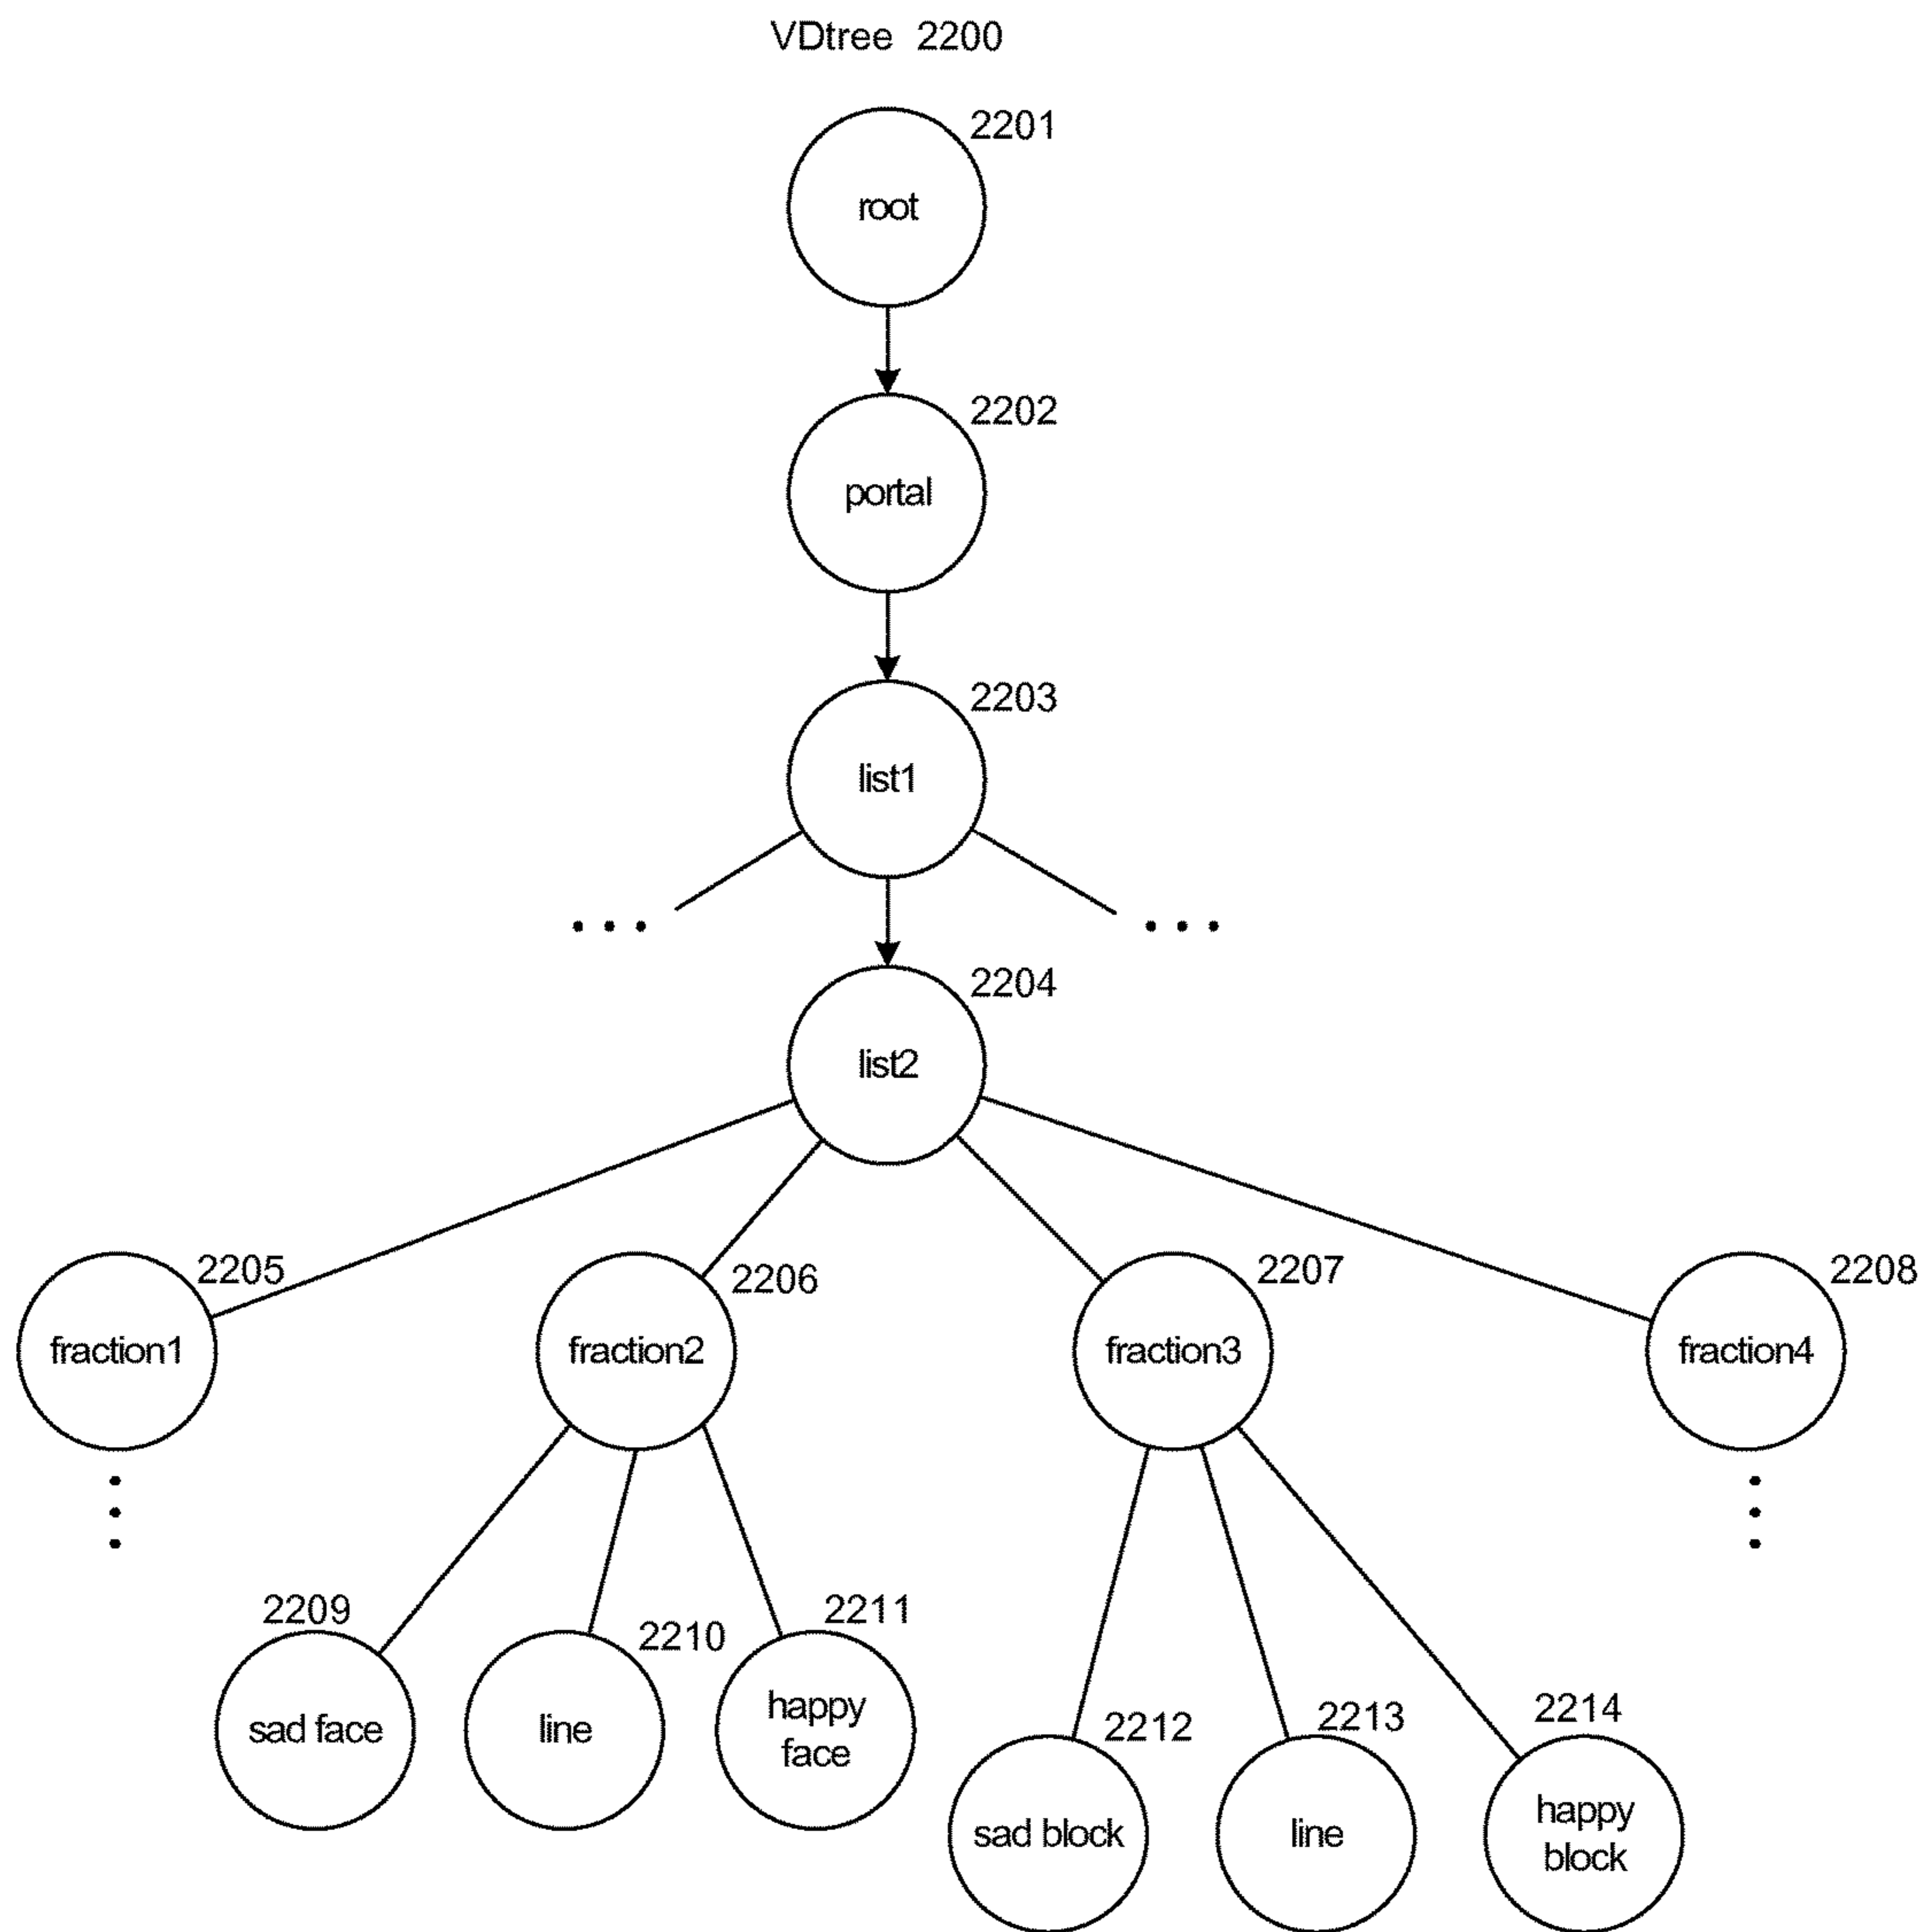 VDtree 2200
2201
root
2202
portal
2203
list1
... ...
2204
list2
2205 2206 2207 2208
fraction1 fraction2 fraction3 fraction4
2209 2210 2211
sad face line happy
face
2212 2213 2214
sad block line happy
block